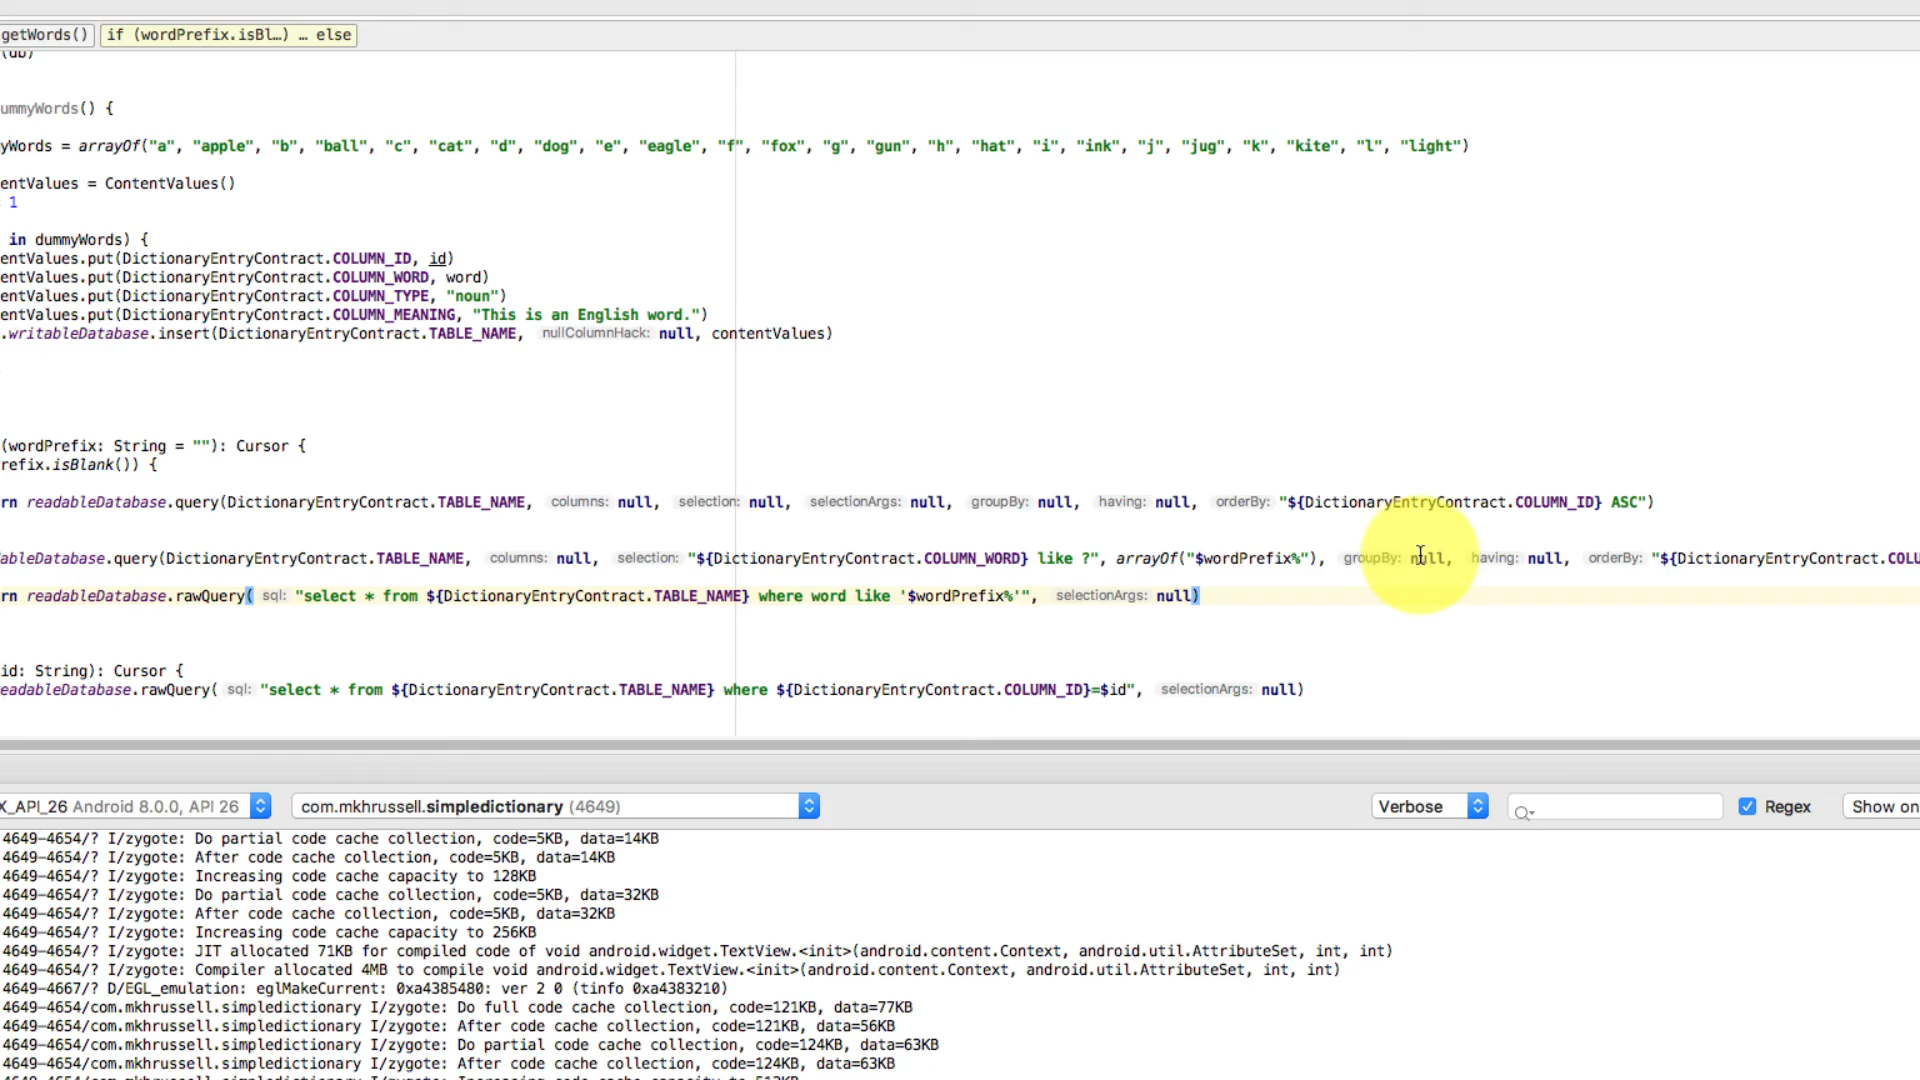 getWords() if (wordPrefix.isBl…) … else
(db)
ummyWords() {
yWords = arrayOf("a", "apple", "b", "ball", "c", "cat", "d", "dog", "e", "eagle", "f", "fox", "g", "gun", "h", "hat", "i", "ink", "j", "jug", "k", "kite", "l", "light")
entValues = ContentValues()
1
in dummyWords) {
entValues.put(DictionaryEntryContract.COLUMN_ID, id)
entValues.put(DictionaryEntryContract.COLUMN_WORD, word)
entValues.put(DictionaryEntryContract.COLUMN_TYPE, "noun")
entValues.put(DictionaryEntryContract.COLUMN_MEANING, "This is an English word.")
.writableDatabase.insert(DictionaryEntryContract.TABLE_NAME, nullColumnHack: null, contentValues)
(wordPrefix: String = ""): Cursor {
refix.isBlank()) {
rn readableDatabase.query(DictionaryEntryContract.TABLE_NAME, columns: null, selection: null, selectionArgs: null, groupBy: null, having: null, orderBy: "${DictionaryEntryContract.COLUMN_ID} ASC")
ableDatabase.query(DictionaryEntryContract.TABLE_NAME, columns: null, selection: "${DictionaryEntryContract.COLUMN_WORD} like ?", arrayOf("$wordPrefix%"), groupBy: null, having: null, orderBy: "${DictionaryEntryContract.COLU
rn readableDatabase.rawQuery( sql: "select * from ${DictionaryEntryContract.TABLE_NAME} where word like '$wordPrefix%'", selectionArgs: null)
id: String): Cursor {
eadableDatabase.rawQuery( sql: "select * from ${DictionaryEntryContract.TABLE_NAME} where ${DictionaryEntryContract.COLUMN_ID}=$id", selectionArgs: null)
X_API_26 Android 8.0.0, API 26 com.mkhrussell.simpledictionary (4649) Verbose Regex Show on
4649-4654/? I/zygote: Do partial code cache collection, code=5KB, data=14KB
4649-4654/? I/zygote: After code cache collection, code=5KB, data=14KB
4649-4654/? I/zygote: Increasing code cache capacity to 128KB
4649-4654/? I/zygote: Do partial code cache collection, code=5KB, data=32KB
4649-4654/? I/zygote: After code cache collection, code=5KB, data=32KB
4649-4654/? I/zygote: Increasing code cache capacity to 256KB
4649-4654/? I/zygote: JIT allocated 71KB for compiled code of void android.widget.TextView.<init>(android.content.Context, android.util.AttributeSet, int, int)
4649-4654/? I/zygote: Compiler allocated 4MB to compile void android.widget.TextView.<init>(android.content.Context, android.util.AttributeSet, int, int)
4649-4667/? D/EGL_emulation: eglMakeCurrent: 0xa4385480: ver 2 0 (tinfo 0xa4383210)
4649-4654/com.mkhrussell.simpledictionary I/zygote: Do full code cache collection, code=121KB, data=77KB
4649-4654/com.mkhrussell.simpledictionary I/zygote: After code cache collection, code=121KB, data=56KB
4649-4654/com.mkhrussell.simpledictionary I/zygote: Do partial code cache collection, code=124KB, data=63KB
4649-4654/com.mkhrussell.simpledictionary I/zygote: After code cache collection, code=124KB, data=63KB
4649-4654/com.mkhrussell.simpledictionary I/zygote: Increasing code cache capacity to 512KB